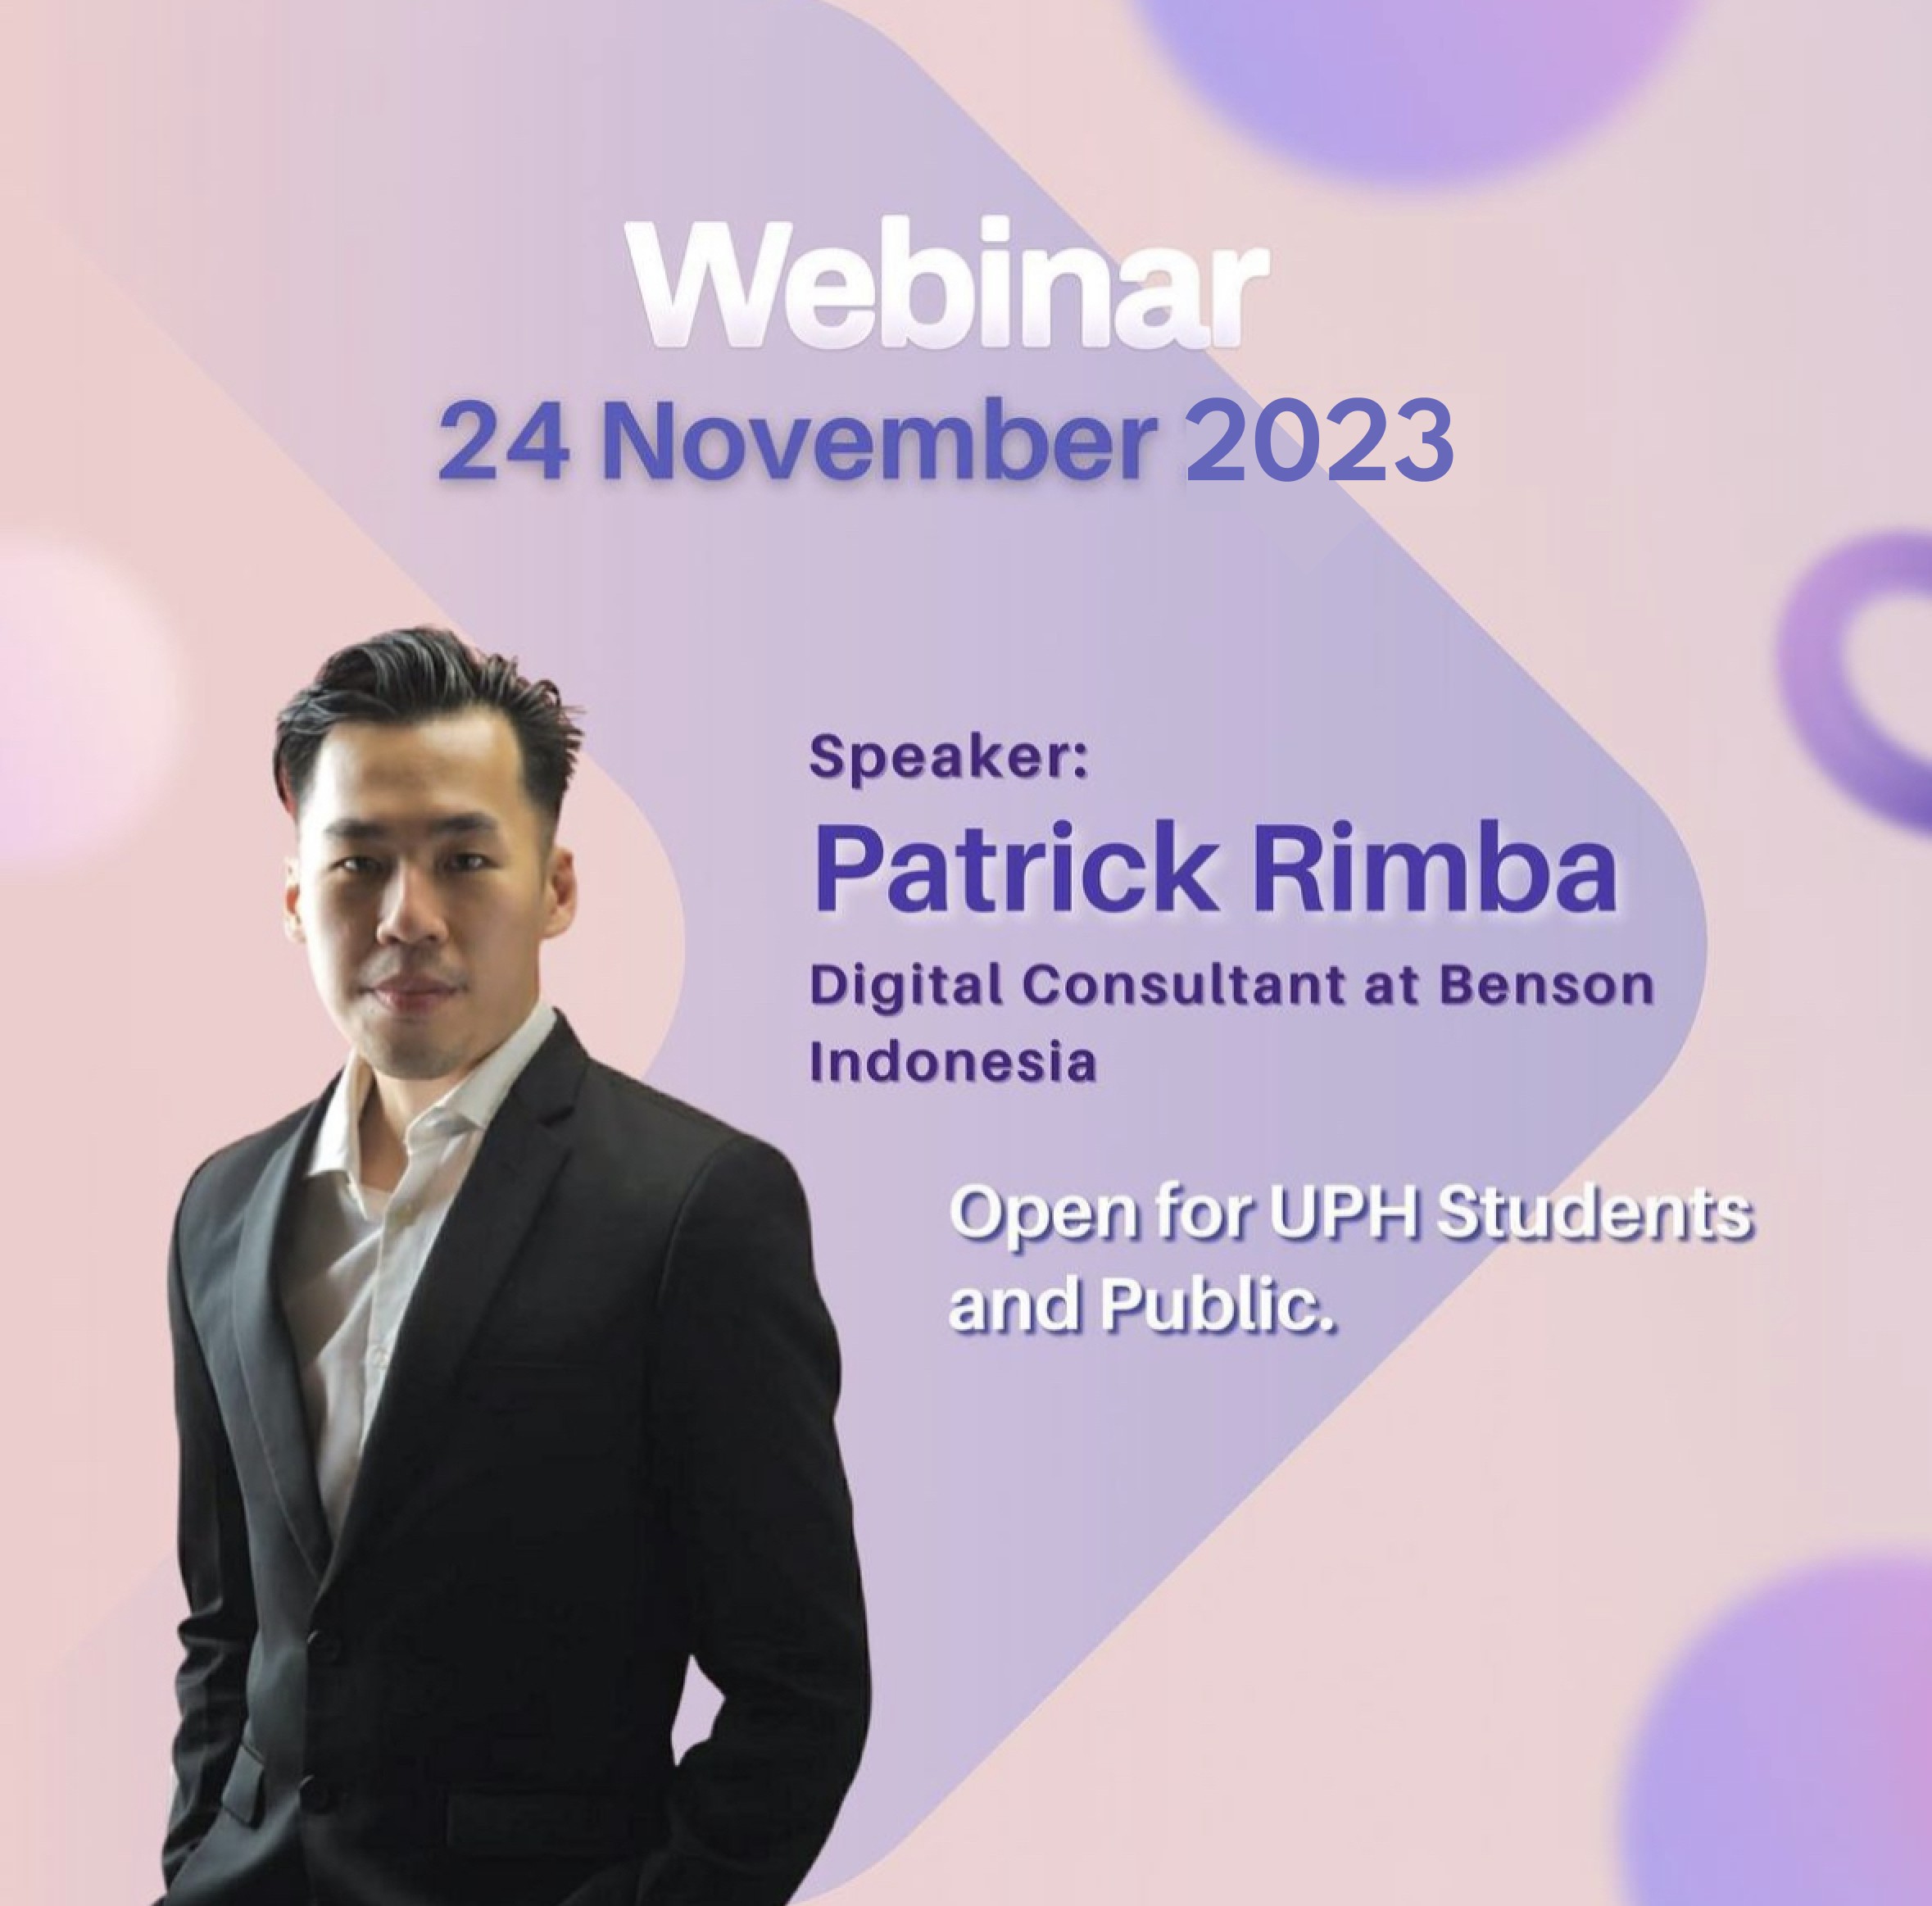 Webinar
24 November 2023
Speaker:
Patrick Rimba
Digital Consultant at Benson
Indonesia
Open for UPH Students
and Public.